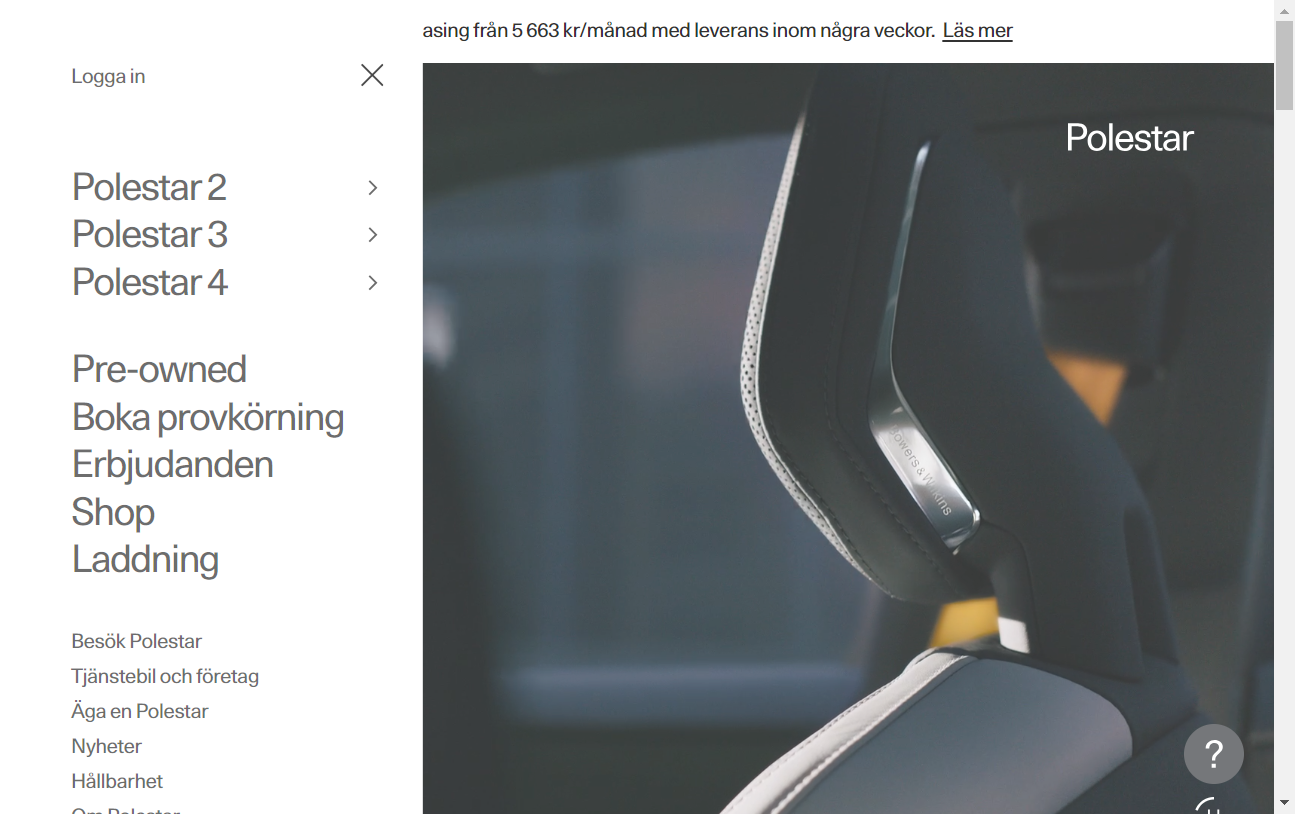 asing från 5 663 kr/månad med leverans inom några veckor. Läs mer
Logga in
Polestar
Polestar 2
Polestar 3
Polestar 4
Pre-owned
Boka provkörning
Erbjudanden
Shop
Laddning
Bowers & Wilkins
Besök Polestar
Tjänstebil och företag
Äga en Polestar
Nyheter
Hållbarhet
Om Polestar
?